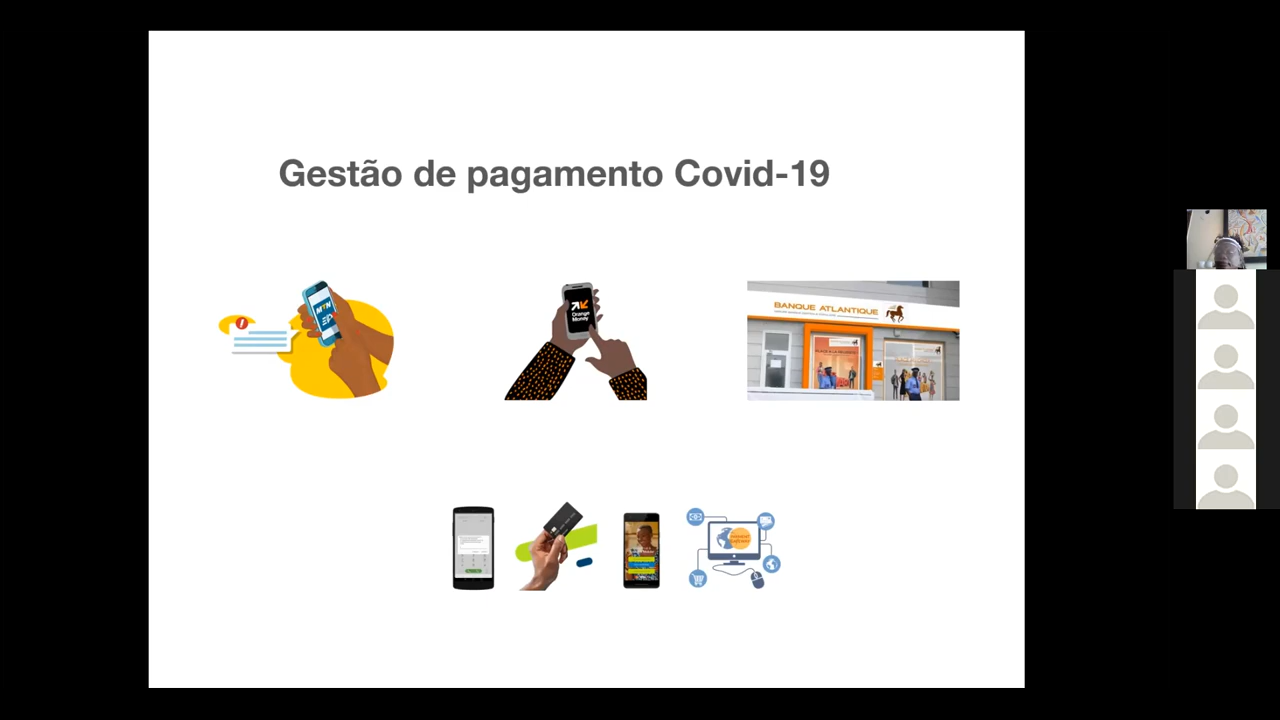 Gestão de pagamento Covid-19
MTN
Orange
Money
BANQUE ATLANTIQUE